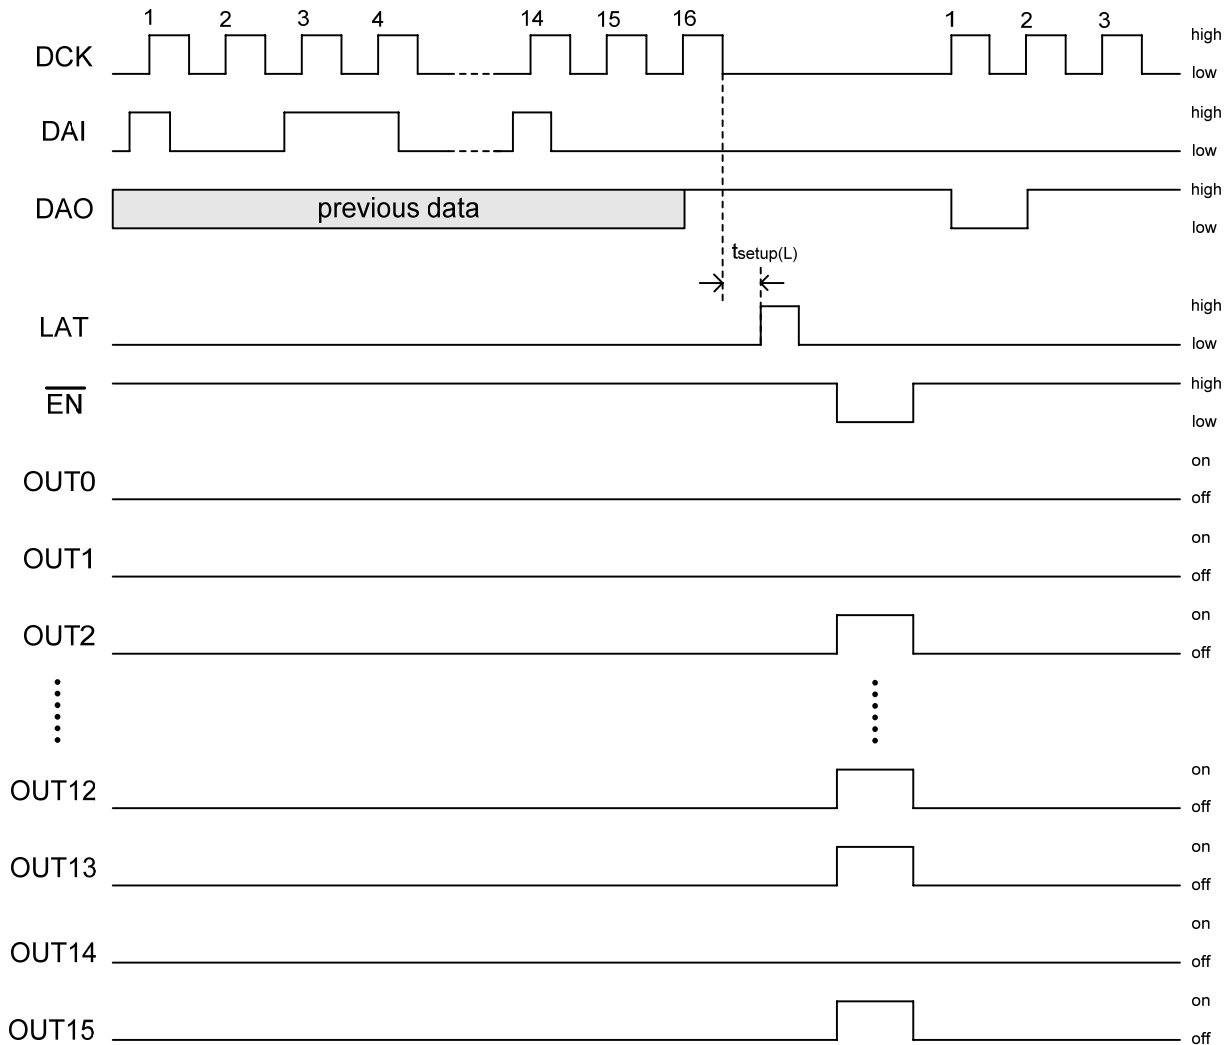 1 2 3 4 14 15 16 1 2 3
DCK high
low
DAI high
low
DAO previous data high
low
tsetup(L)
LAT high
low
EN high
low
OUT0 on
off
OUT1 on
off
OUT2 on
off
OUT12 on
off
OUT13 on
off
OUT14 on
off
OUT15 on
off